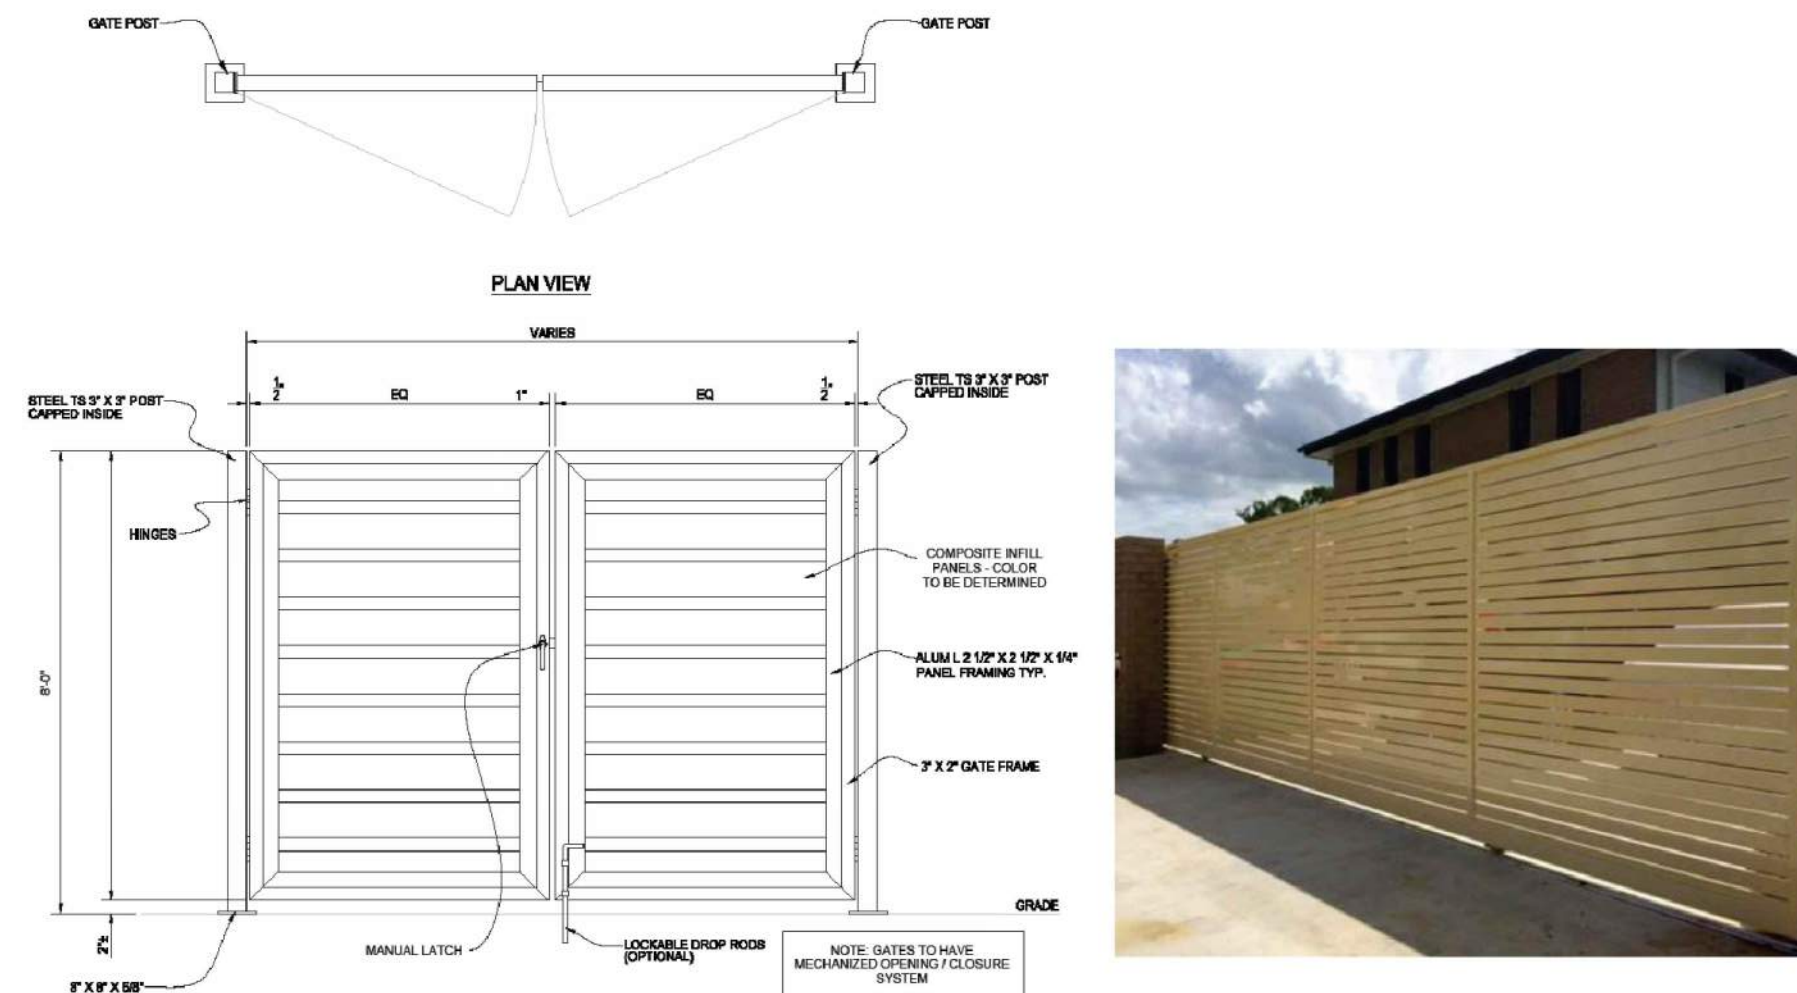 GATE POST
GATE POST
PLAN VIEW
VARIES
1"
2
EQ
1"
EQ
1"
2
STEEL TS 3" X 3" POST
CAPPED INSIDE
STEEL TS 3" X 3" POST
CAPPED INSIDE
HINGES
COMPOSITE INFILL
PANELS - COLOR
TO BE DETERMINED
ALUM L 2 1/2" X 2 1/2" X 1/4"
PANEL FRAMING TYP.
8'-0"
3" X 2" GATE FRAME
GRADE
2"±
MANUAL LATCH
LOCKABLE DROP RODS
(OPTIONAL)
NOTE: GATES TO HAVE
MECHANIZED OPENING / CLOSURE
SYSTEM
8" X 8" X 5/8"